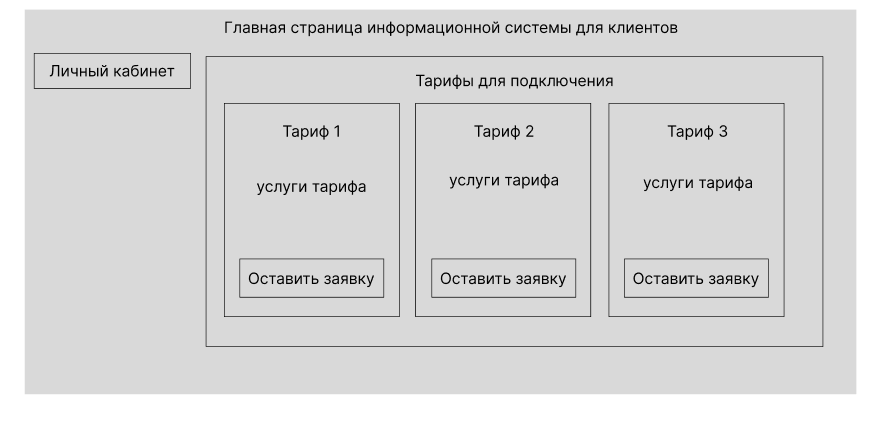 Главная страница информационной системы для клиентов
Личный кабинет
Тарифы для подключения
Тариф 1
услуги тарифа
Оставить заявку
Тариф 2
услуги тарифа
Оставить заявку
Тариф 3
услуги тарифа
Оставить заявку